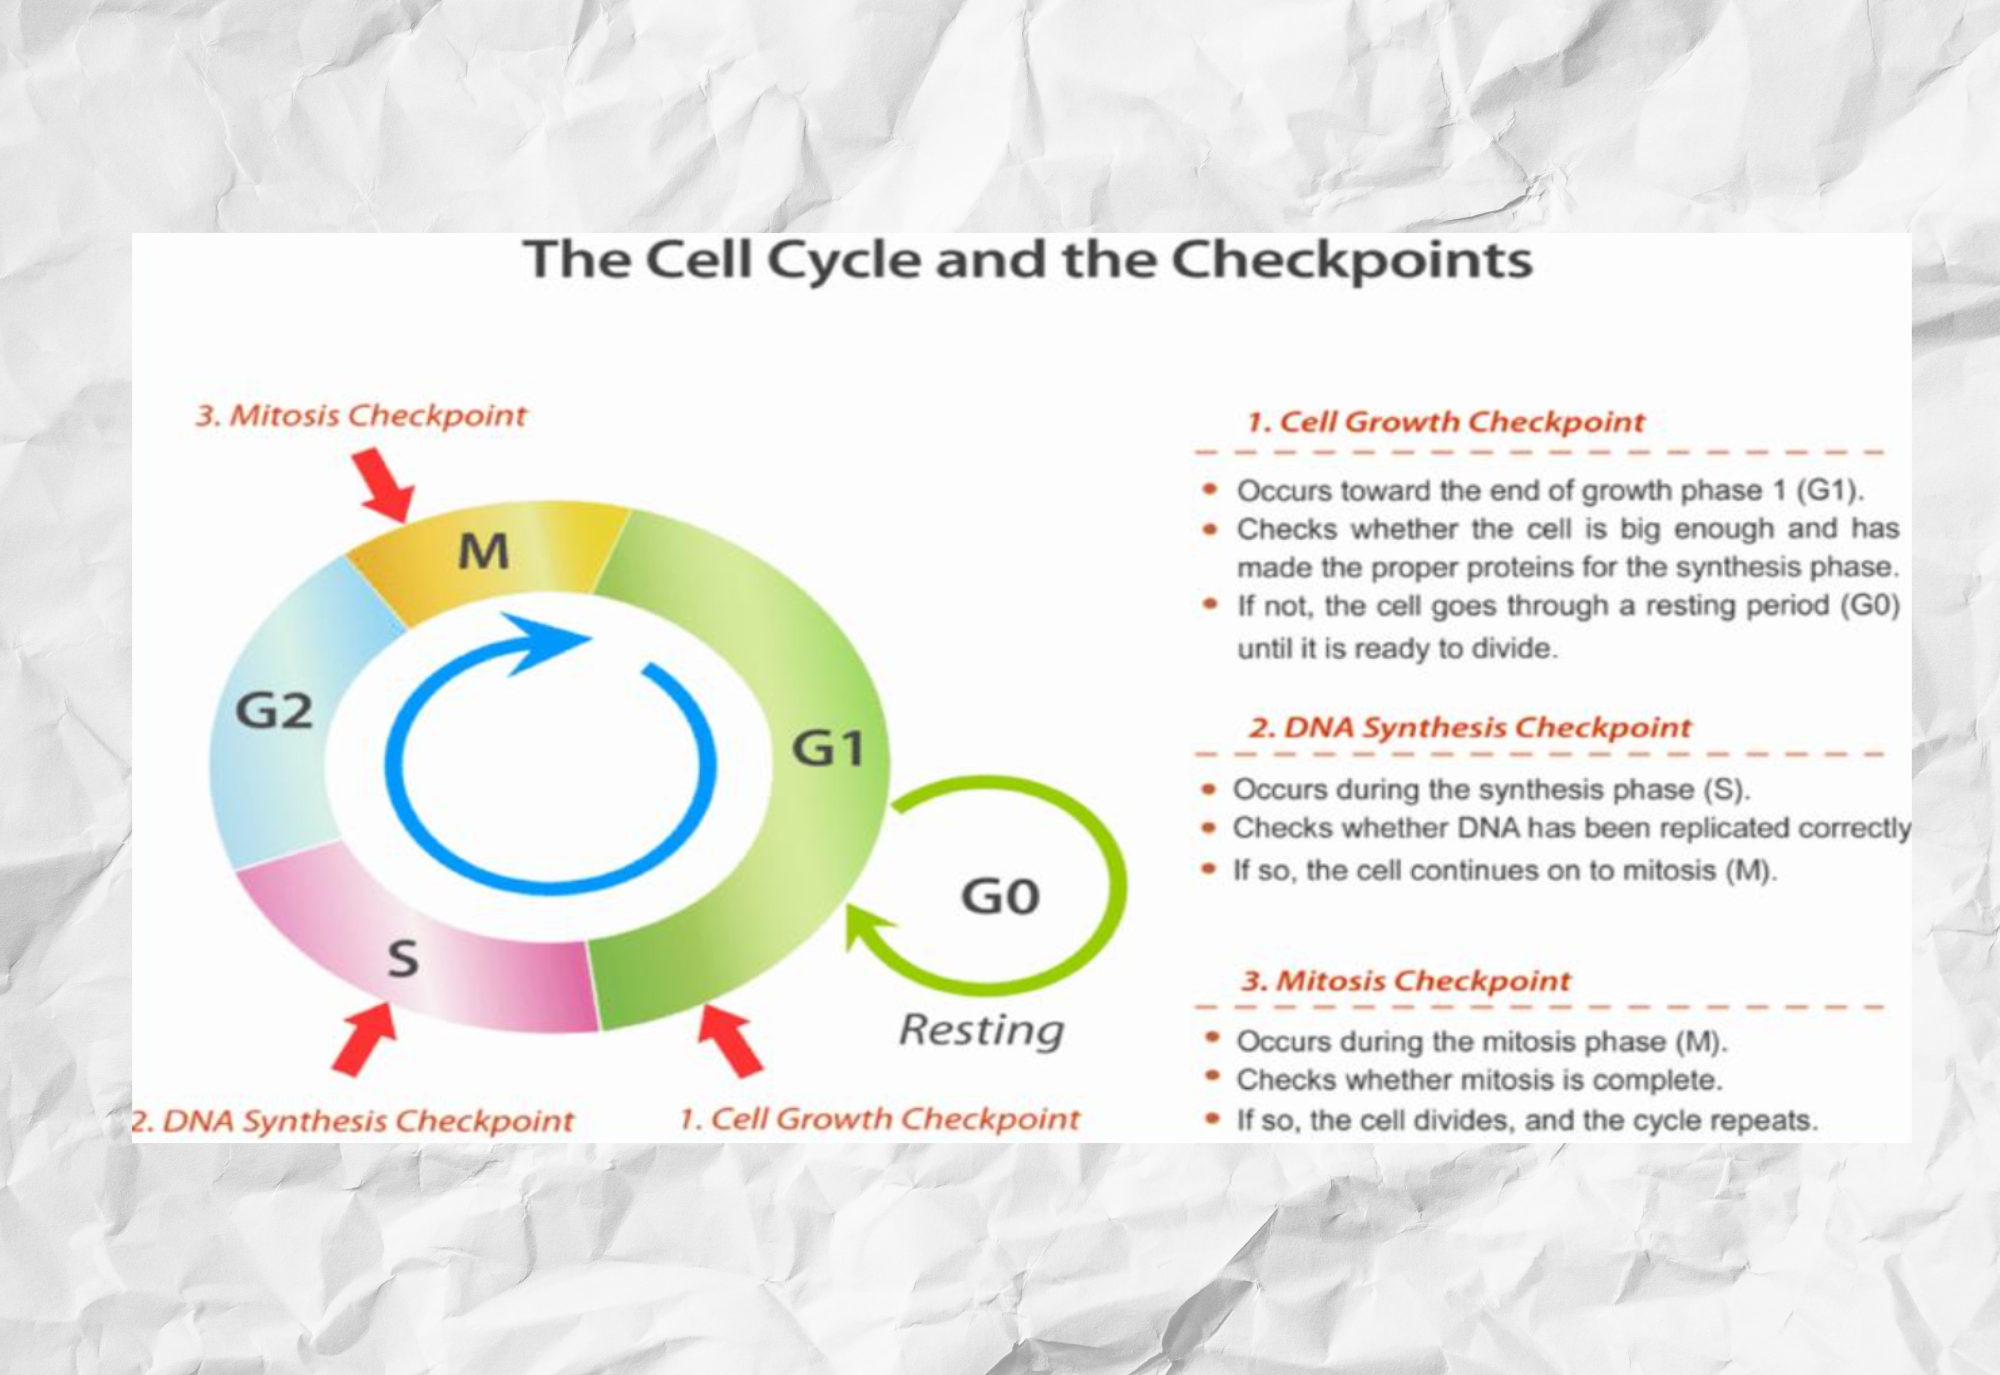 The Cell Cycle and the Checkpoints
3. Mitosis Checkpoint
M
G2
G1
S
G0
Resting
2. DNA Synthesis Checkpoint
1. Cell Growth Checkpoint
1. Cell Growth Checkpoint
• Occurs toward the end of growth phase 1 (G1).
• Checks whether the cell is big enough and has
made the proper proteins for the synthesis phase.
• If not, the cell goes through a resting period (G0)
until it is ready to divide.
2. DNA Synthesis Checkpoint
• Occurs during the synthesis phase (S).
• Checks whether DNA has been replicated correctly
• If so, the cell continues on to mitosis (M).
3. Mitosis Checkpoint
• Occurs during the mitosis phase (M).
• Checks whether mitosis is complete.
• If so, the cell divides, and the cycle repeats.